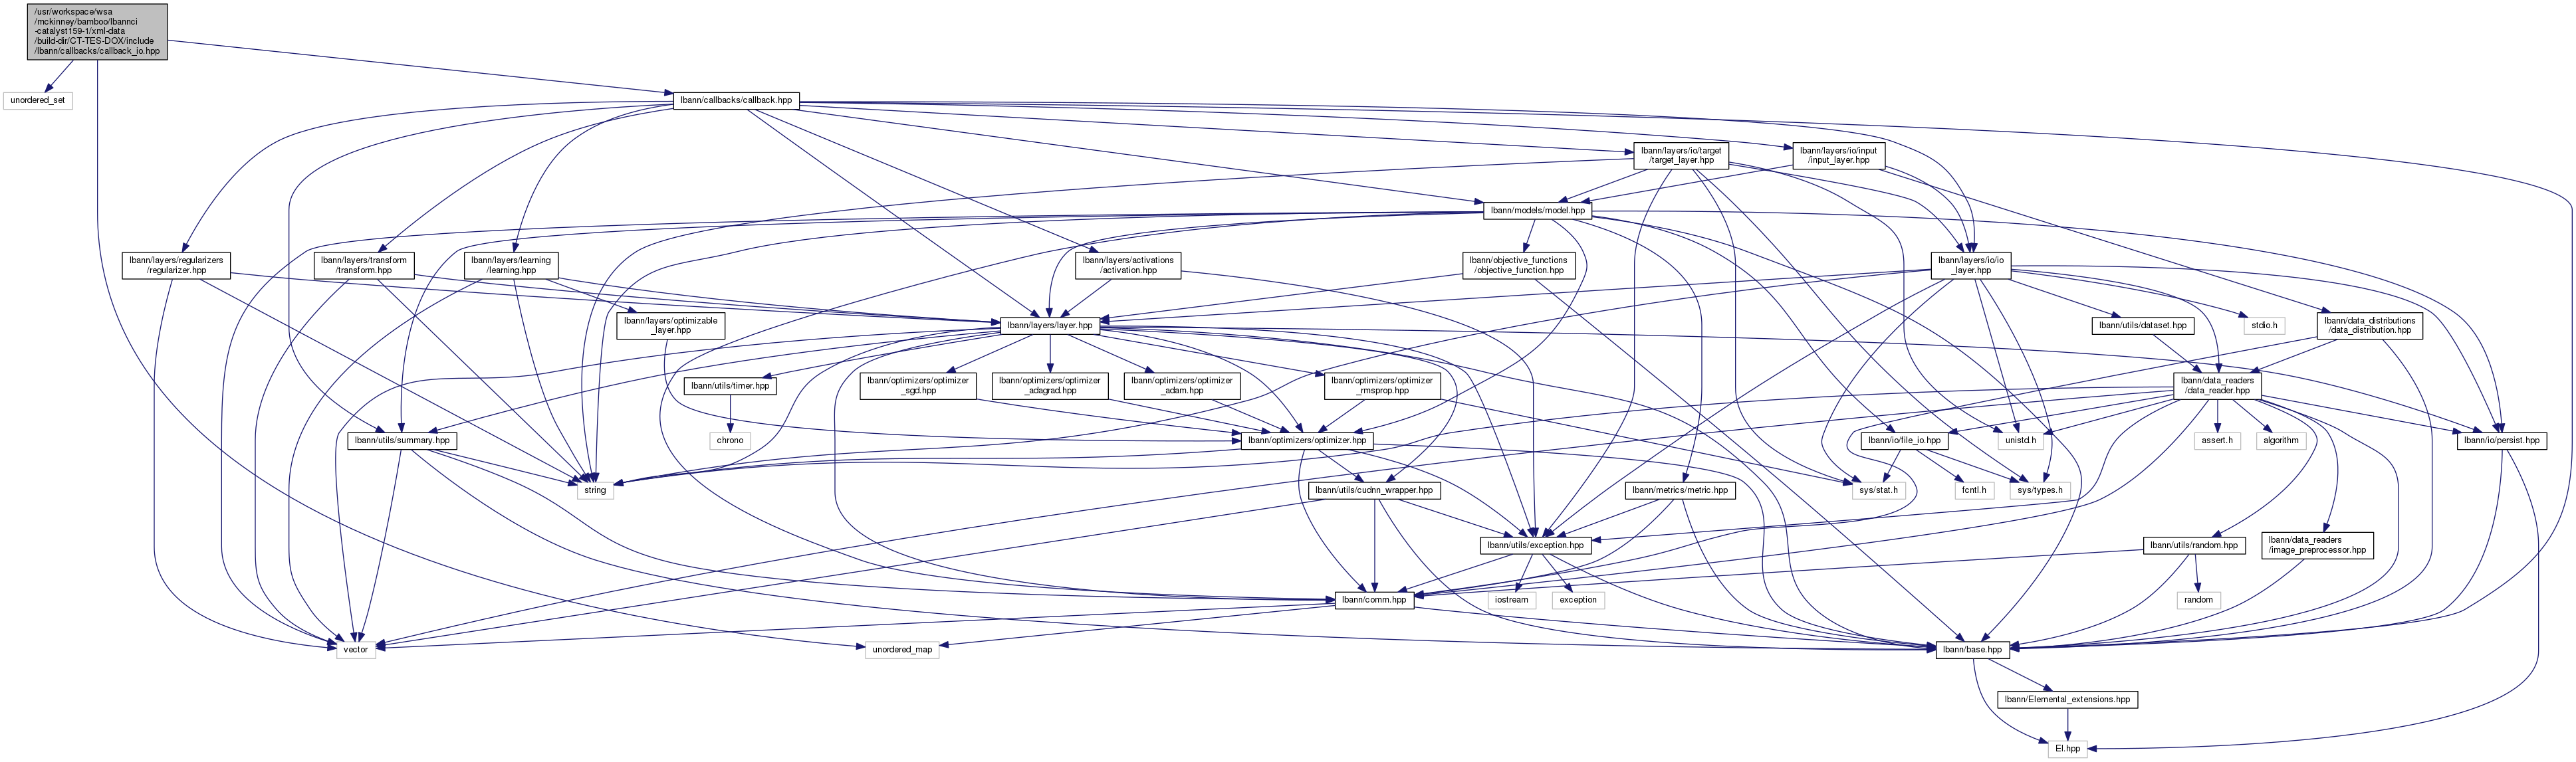 /usr/workspace/wsa
/mckinney/bamboo/lbannci
-catalyst159-1/xml-data
/build-dir/CT-TES-DOX/include
/lbann/callbacks/callback_io.hpp
unordered_set
lbann/callbacks/callback.hpp
lbann/layers/io/target
/target_layer.hpp
lbann/layers/io/input
/input_layer.hpp
lbann/models/model.hpp
lbann/layers/regularizers
/regularizer.hpp
lbann/layers/transform
/transform.hpp
lbann/layers/learning
/learning.hpp
lbann/layers/activations
/activation.hpp
lbann/objective_functions
/objective_function.hpp
lbann/layers/io/io
_layer.hpp
lbann/layers/optimizable
_layer.hpp
lbann/layers/layer.hpp
lbann/utils/dataset.hpp
stdio.h
lbann/data_distributions
/data_distribution.hpp
lbann/utils/timer.hpp
lbann/optimizers/optimizer
_sgd.hpp
lbann/optimizers/optimizer
_adagrad.hpp
lbann/optimizers/optimizer
_adam.hpp
lbann/optimizers/optimizer
_rmsprop.hpp
lbann/data_readers
/data_reader.hpp
lbann/utils/summary.hpp
chrono
lbann/optimizers/optimizer.hpp
lbann/io/file_io.hpp
unistd.h
assert.h
algorithm
lbann/io/persist.hpp
string
lbann/utils/cudnn_wrapper.hpp
lbann/metrics/metric.hpp
sys/stat.h
fcntl.h
sys/types.h
lbann/utils/exception.hpp
lbann/utils/random.hpp
lbann/data_readers
/image_preprocessor.hpp
lbann/comm.hpp
iostream
exception
random
vector
unordered_map
lbann/base.hpp
lbann/Elemental_extensions.hpp
El.hpp